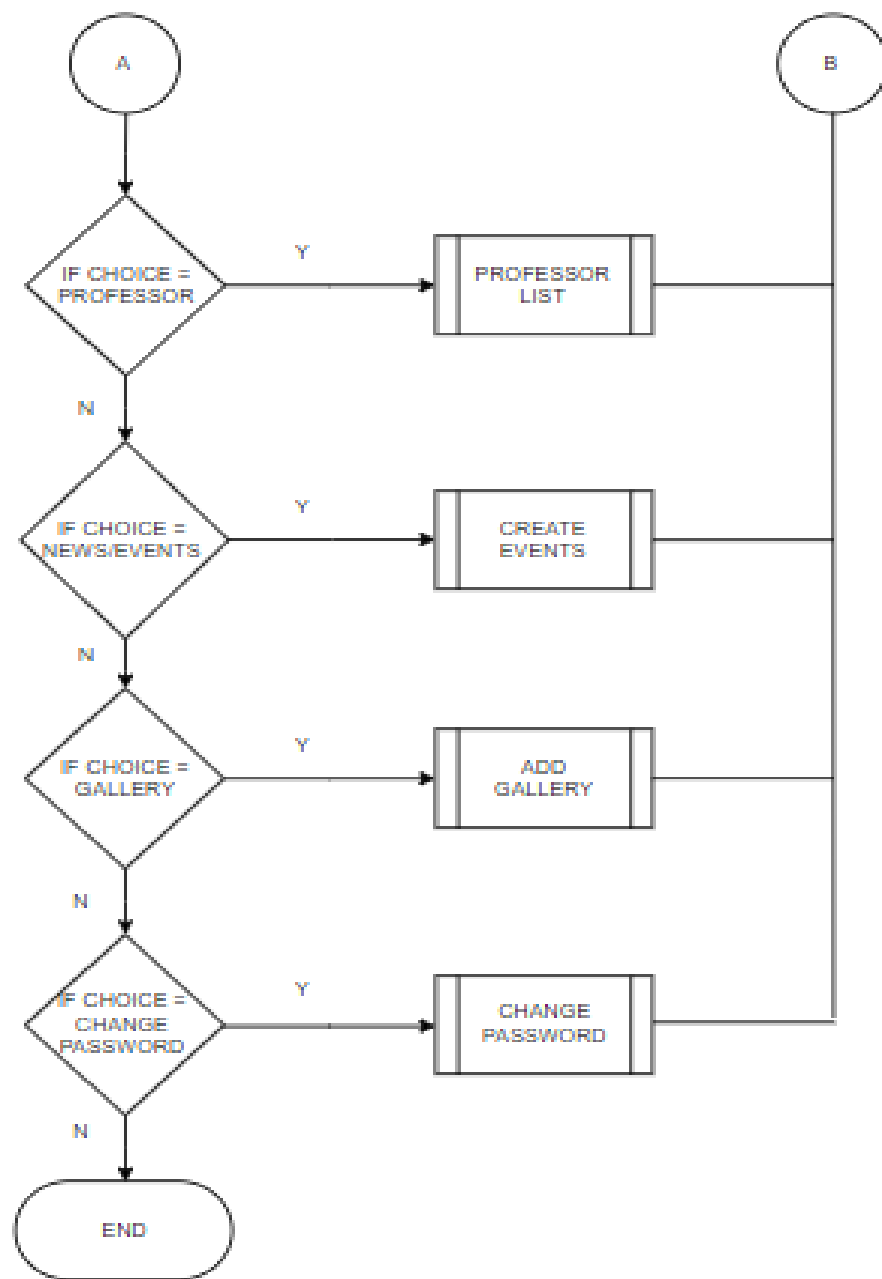 A
B
IF CHOICE =
PROFESSOR
Y
PROFESSOR
LIST
N
IF CHOICE =
NEWS/EVENTS
Y
CREATE
EVENTS
N
IF CHOICE =
GALLERY
Y
ADD
GALLERY
N
IF CHOICE =
CHANGE
PASSWORD
Y
CHANGE
PASSWORD
N
END